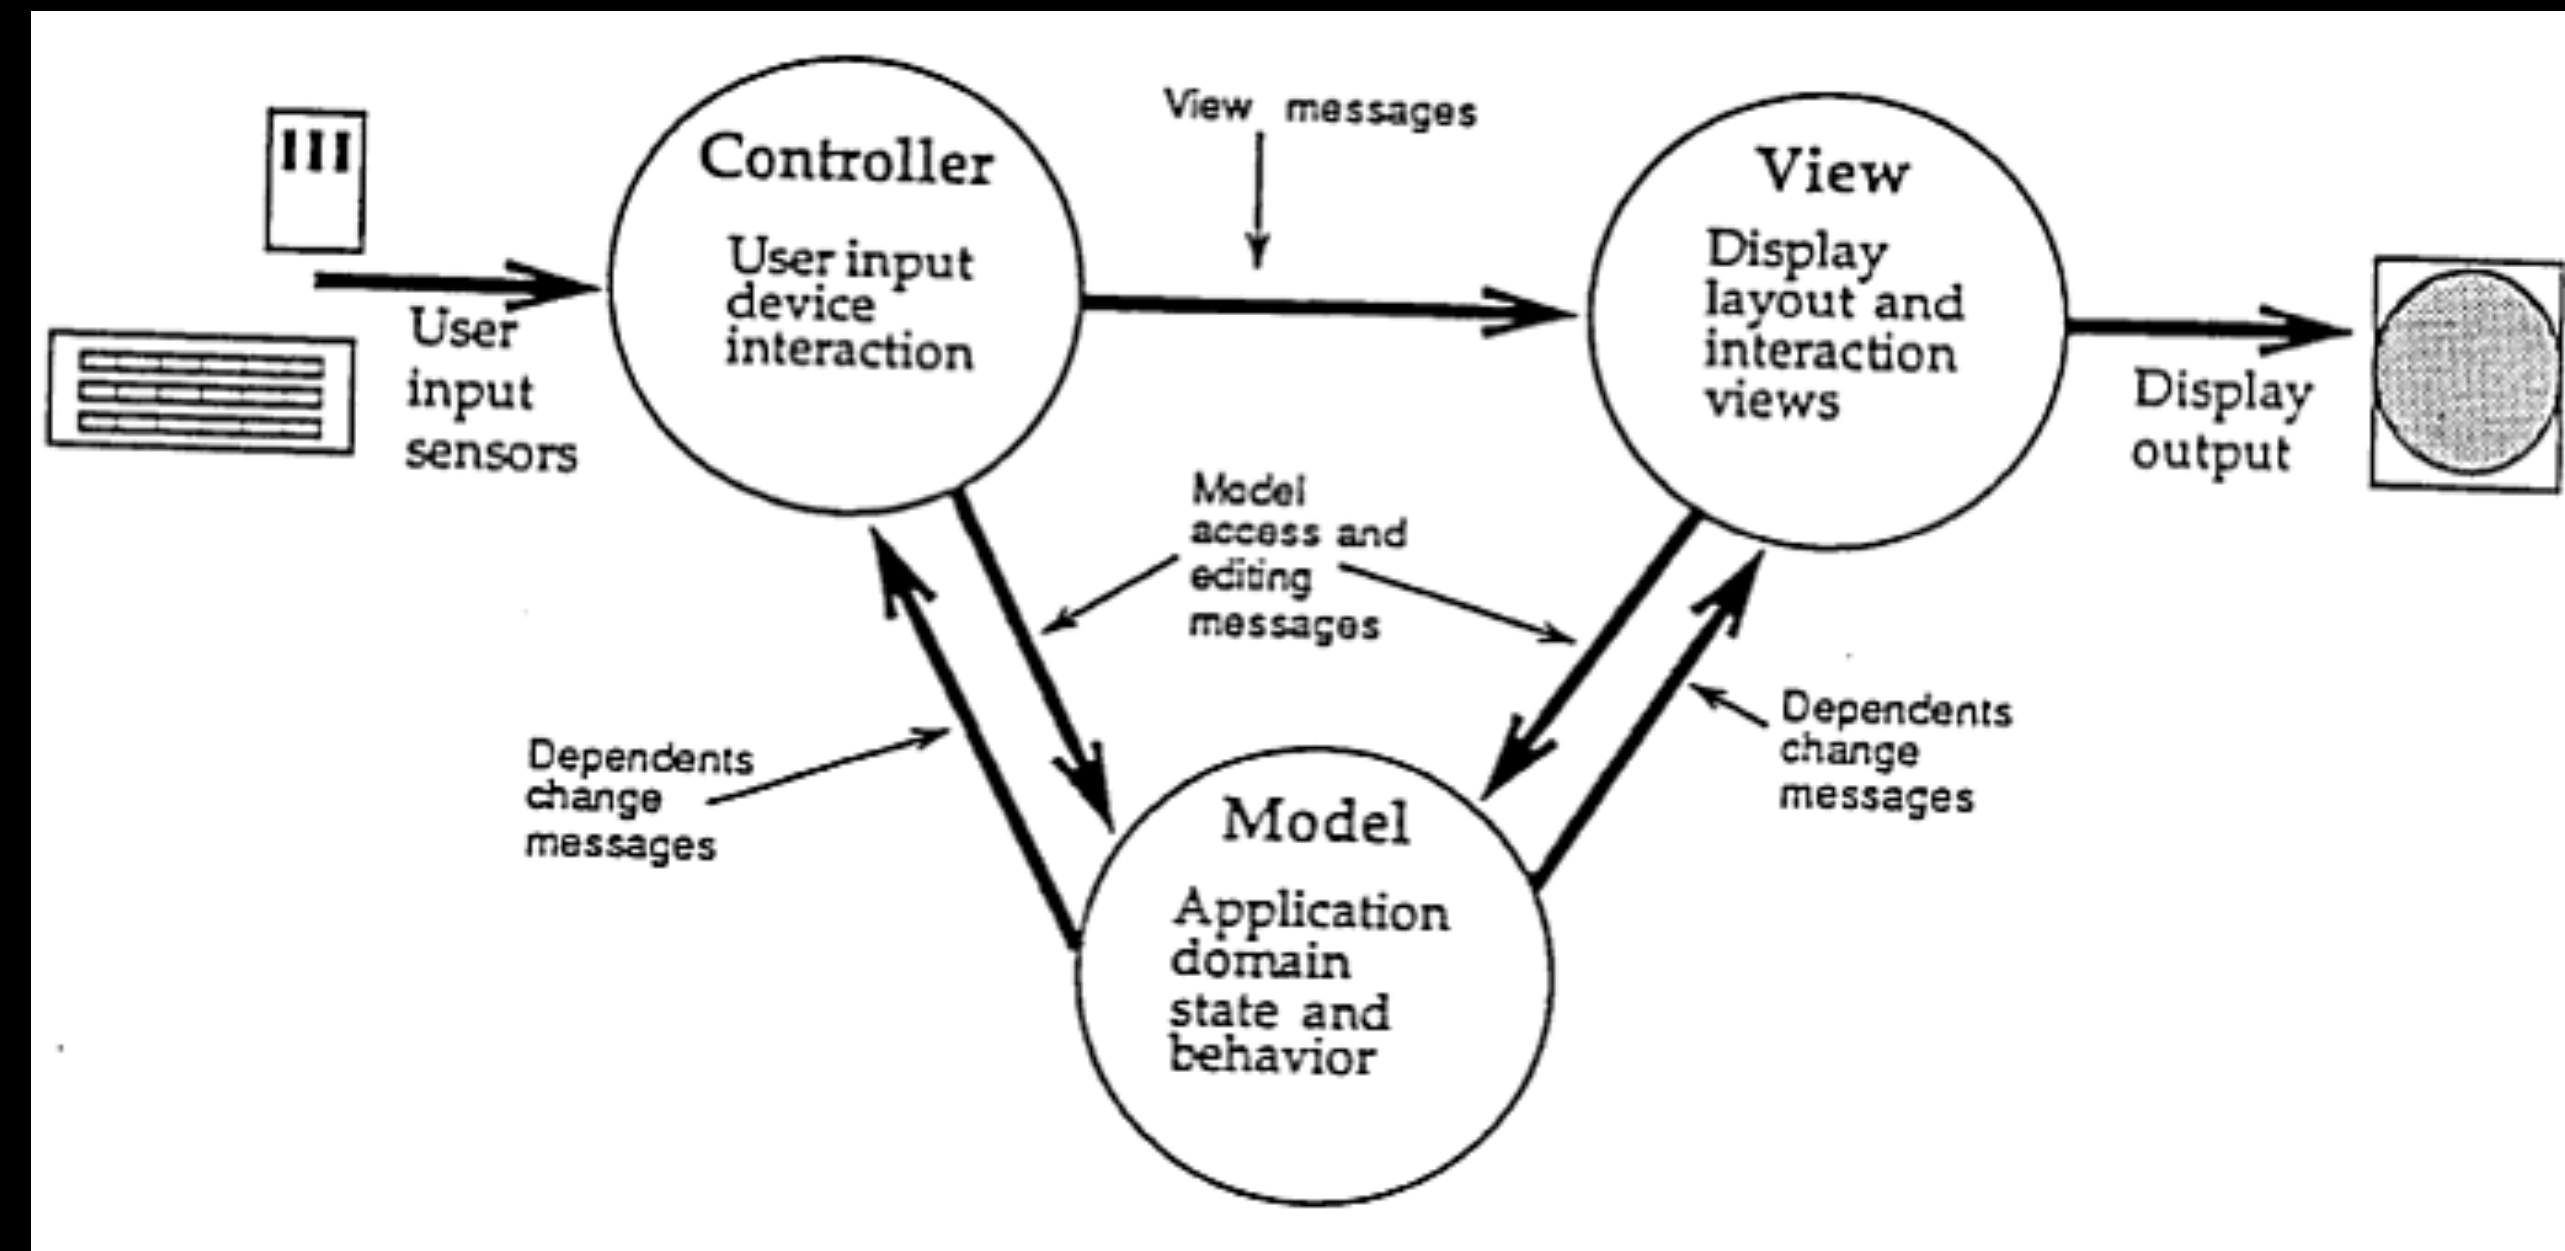 View messages
Controller
User input
device
interaction
View
Display
layout and
interaction
views
User
input
sensors
Display
output
Model
access and
editing
messages
Dependents
change
messages
Dependents
change
messages
Model
Application
domain
state and
behavior